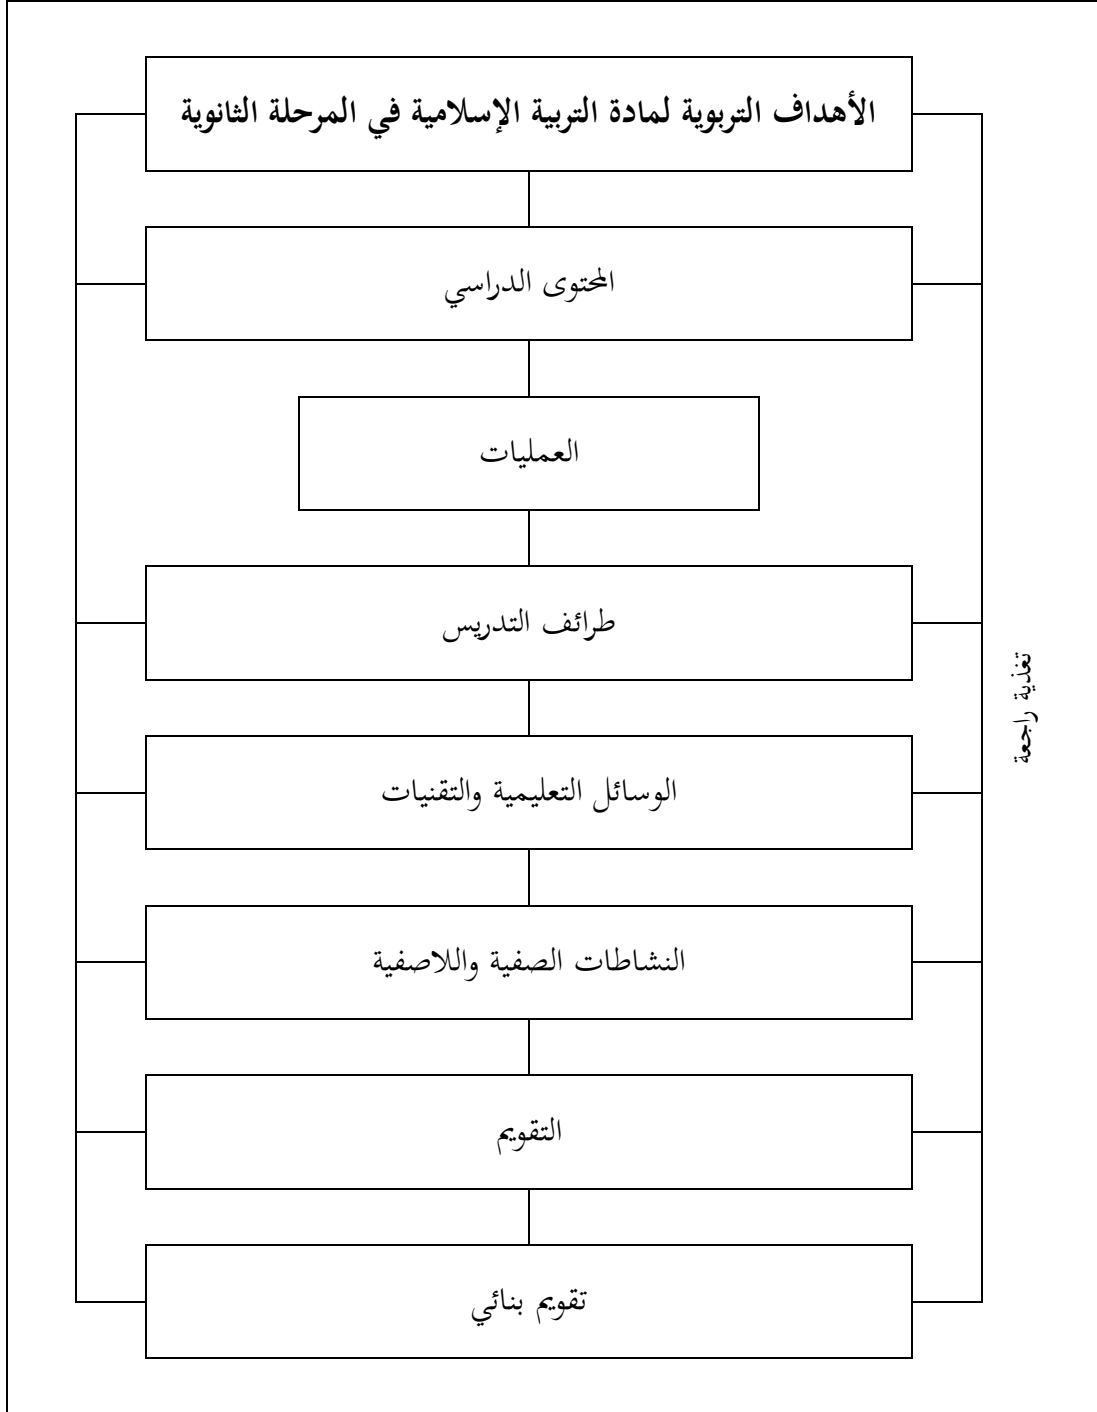 الأهداف التربوية لمادة التربية الإسلامية في المرحلة الثانوية
المحتوى الدراسي
العمليات
طرائف التدريس
الوسائل التعليمية والتقنيات
النشاطات الصفية واللاصفية
التقويم
تقويم بنائي
تغذية راجعة